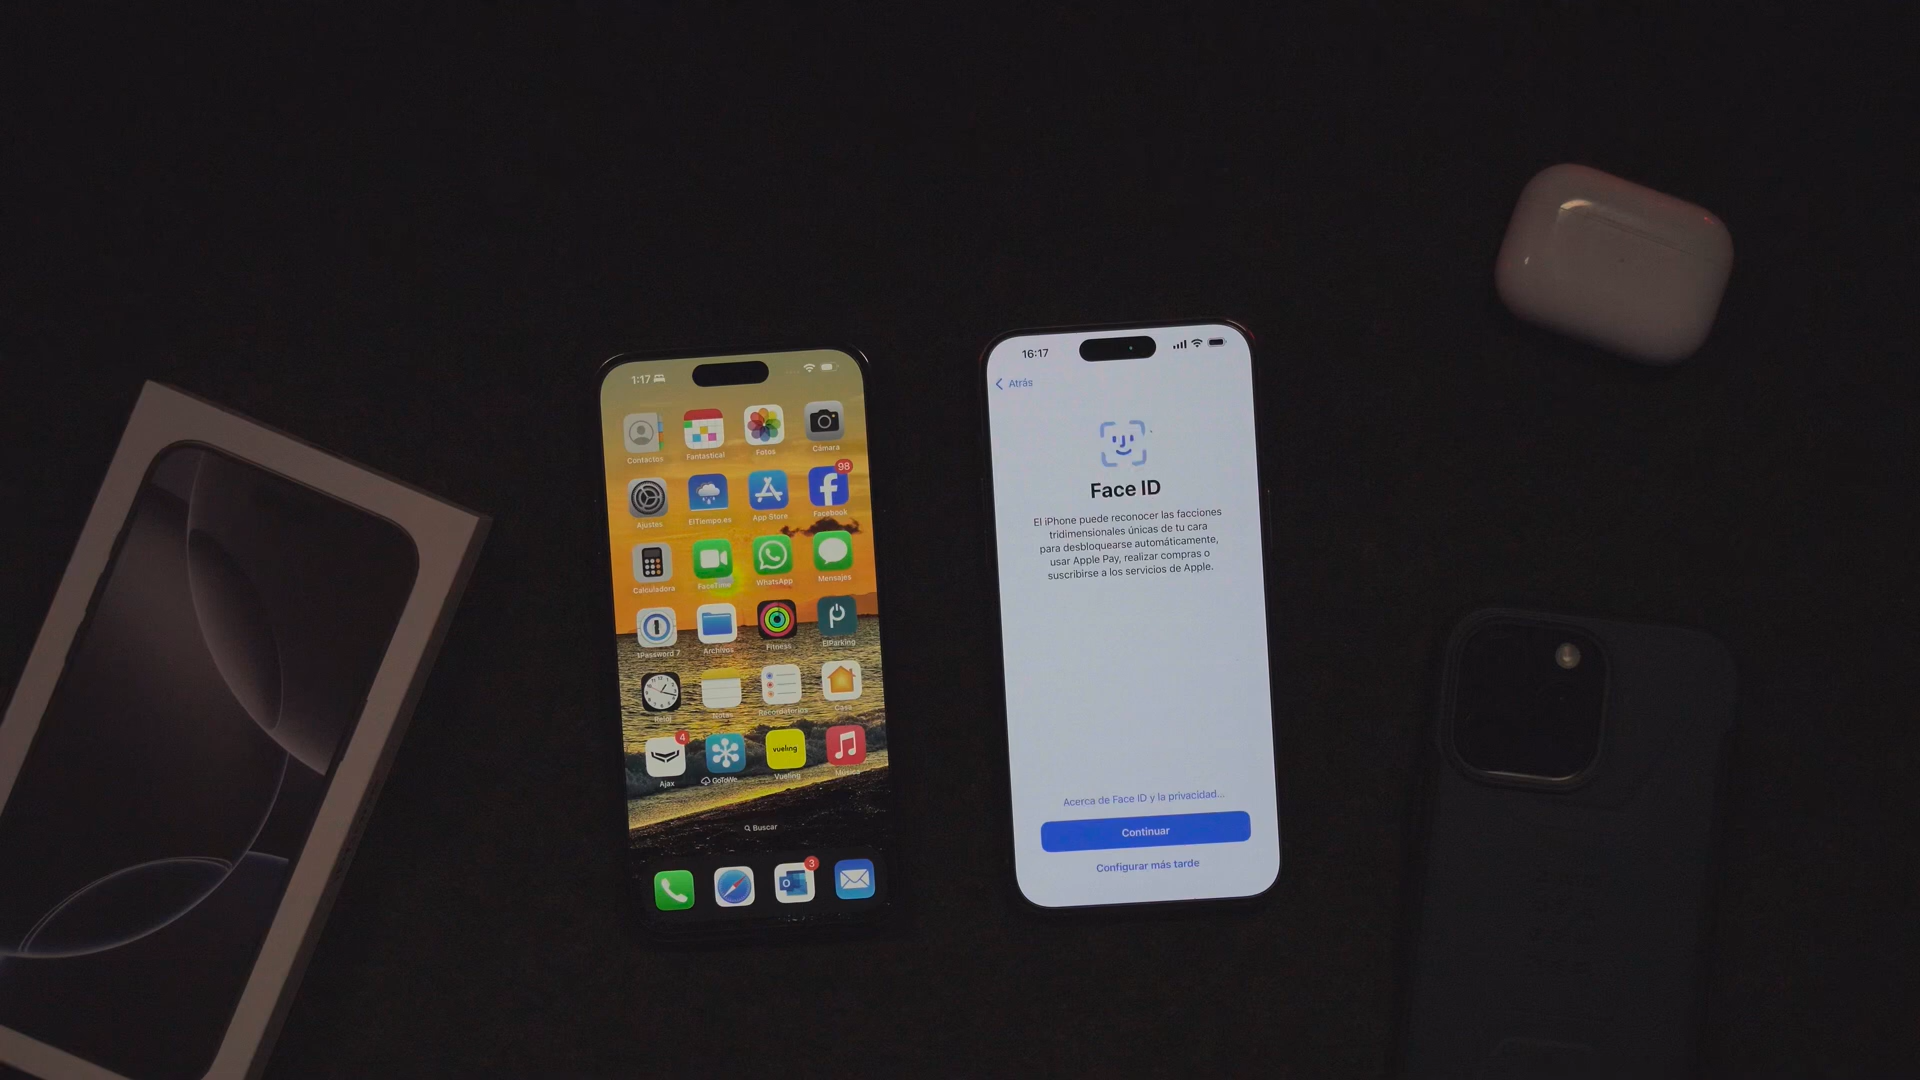 1:17
Contactos
Fantastical
Fotos
Cámara
98
Ajustes
ElTiempo.es
App Store
Facebook
Calculadora
FaceTime
WhatsApp
Mensajes
1Password 7
Archivos
Fitness
ElParking
Reloj
Notas
Recordatorios
Casa
4
vueling
Ajax
GoToWe
Vueling
Música
Buscar
3
16:17
Atrás
Face ID
El iPhone puede reconocer las facciones
tridimensionales únicas de tu cara
para desbloquearse automáticamente,
usar Apple Pay, realizar compras o
suscribirse a los servicios de Apple.
Acerca de Face ID y la privacidad...
Continuar
Configurar más tarde